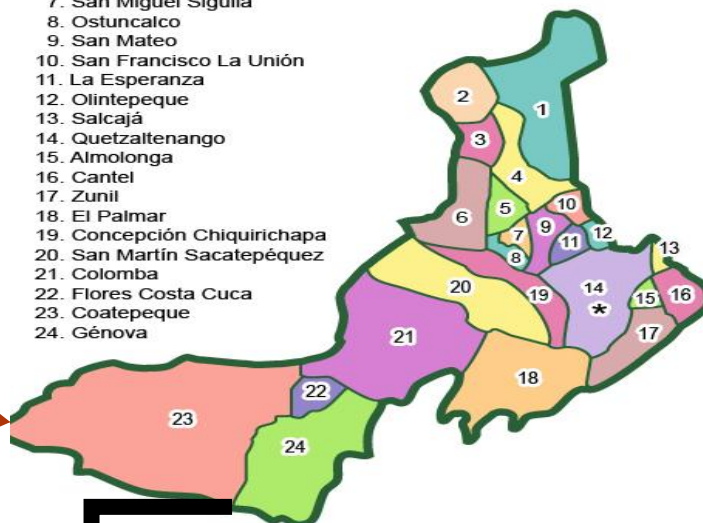 7. San Miguel Sigüilá
8. Ostuncalco
9. San Mateo
10. San Francisco La Unión
11. La Esperanza
12. Olintepeque
13. Salcajá
14. Quetzaltenango
15. Almolonga
16. Cantel
17. Zunil
18. El Palmar
19. Concepción Chiquirichapa
20. San Martín Sacatepéquez
21. Colomba
22. Flores Costa Cuca
23. Coatepeque
24. Génova
2
1
3
4
5
6
10
7
9
12
11
8
13
14
*
15
16
19
20
17
21
18
22
23
24